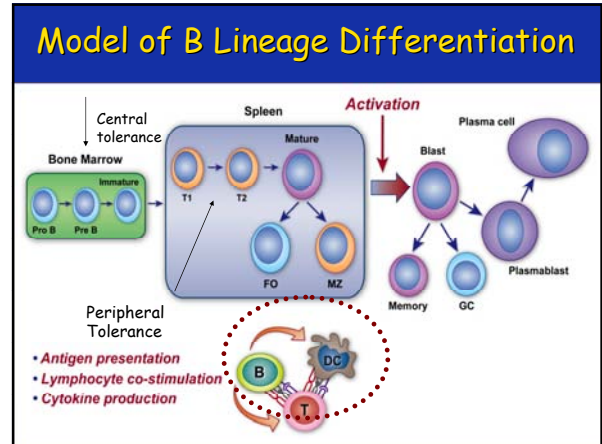 Model of B Lineage Differentiation
Central
tolerance
Bone Marrow
Immature
Pro B
Pre B
Spleen
Mature
T1
T2
FO
MZ
Activation
Blast
Plasma cell
Plasmablast
Memory
GC
Peripheral
Tolerance
• Antigen presentation
• Lymphocyte co-stimulation
• Cytokine production
B
DC
T